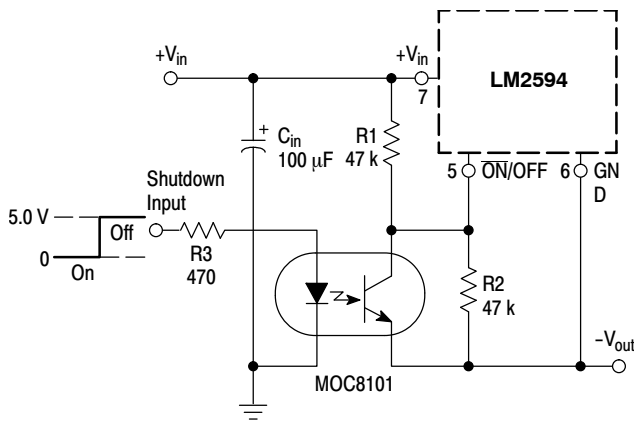 +Vin
+Vin
LM2594
7
Cin
100 µF
R1
47 k
5
ON/OFF
6
GN
D
Shutdown
Input
5.0 V
Off
0
On
R3
470
R2
47 k
-Vout
MOC8101
+